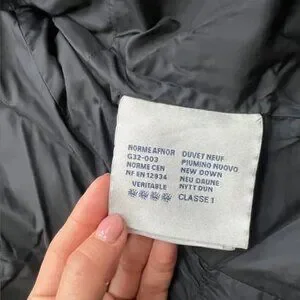 NORME AFNOR
G32-003
NORME CEN
NF EN 12934
VERITABLE
DUVET NEUF
PIUMINO NUOVO
NEW DOWN
NEU DAUNE
NYTT DUN
CLASSE 1